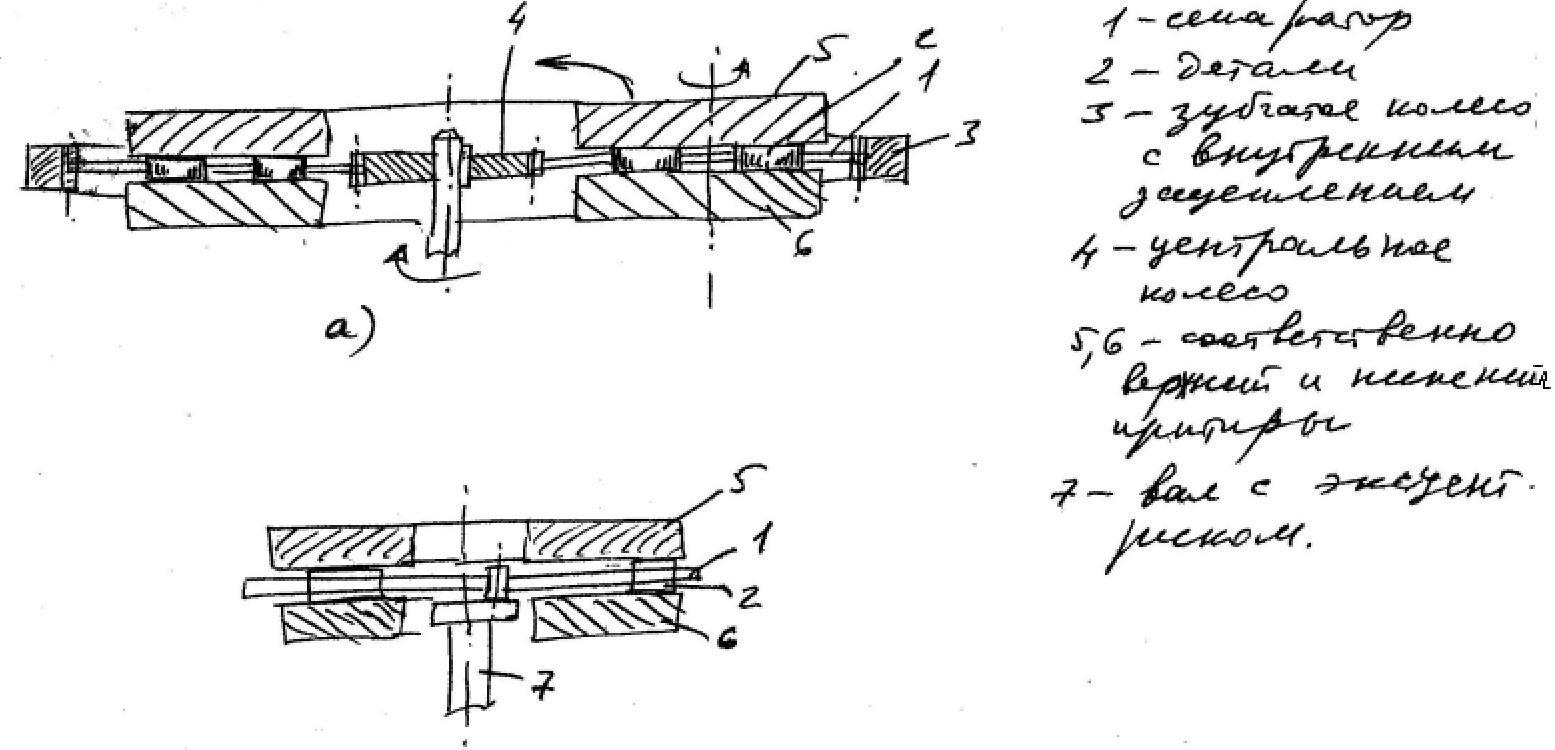 4
5
2
1
3
6
а)
5
1
2
6
7
1 – сепаратор
2 – детали
3 – зубчатое колесо
с внутренним
зацеплением
4 – центральное
колесо
5,6 – соответственно
верхний и нижний
притиры
7 – вал с эксцент-
риком.